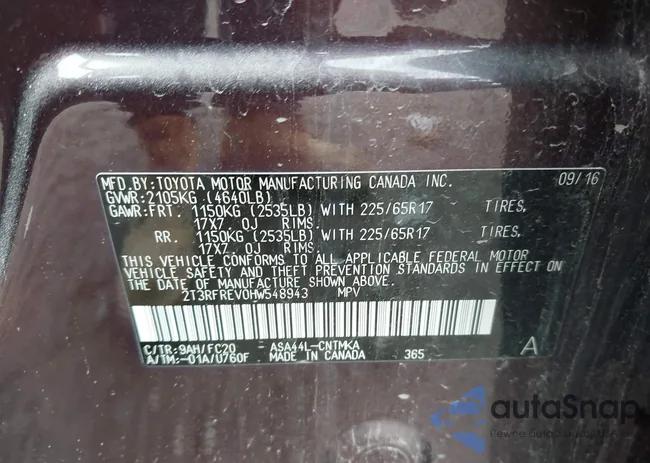 MFD.BY:TOYOTA MOTOR MANUFACTURING CANADA INC. 09/16
GVWR:2105KG (4640LB)
GAWR:FRT. 1150KG (2535LB) WITH 225/65R17 TIRES,
17X7.0J RIMS.
RR. 1150KG (2535LB) WITH 225/65R17 TIRES,
17X7.0J RIMS.
THIS VEHICLE CONFORMS TO ALL APPLICABLE FEDERAL MOTOR
VEHICLE SAFETY AND THEFT PREVENTION STANDARDS IN EFFECT ON
THE DATE OF MANUFACTURE SHOWN ABOVE.
2T3RFREV0HW548943 MPV
C/TR:9AH/FC20 ASA44L-CNTMKA
A/TM:-01A/U760F MADE IN CANADA 365 A
autaSnap
Pewne auto